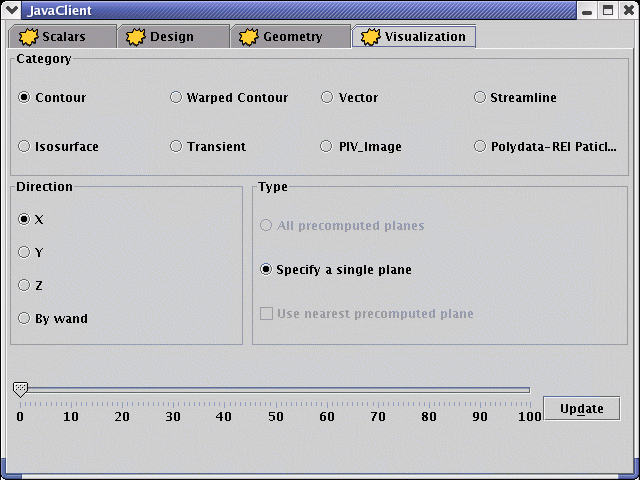 JavaClient
Scalars Design Geometry Visualization
Category
Contour Warped Contour Vector Streamline
Isosurface Transient PIV_Image Polydata-REI Paticl...
Direction Type
X
All precomputed planes
Y
Specify a single plane
Z
Use nearest precomputed plane
By wand
0 10 20 30 40 50 60 70 80 90 100
Update